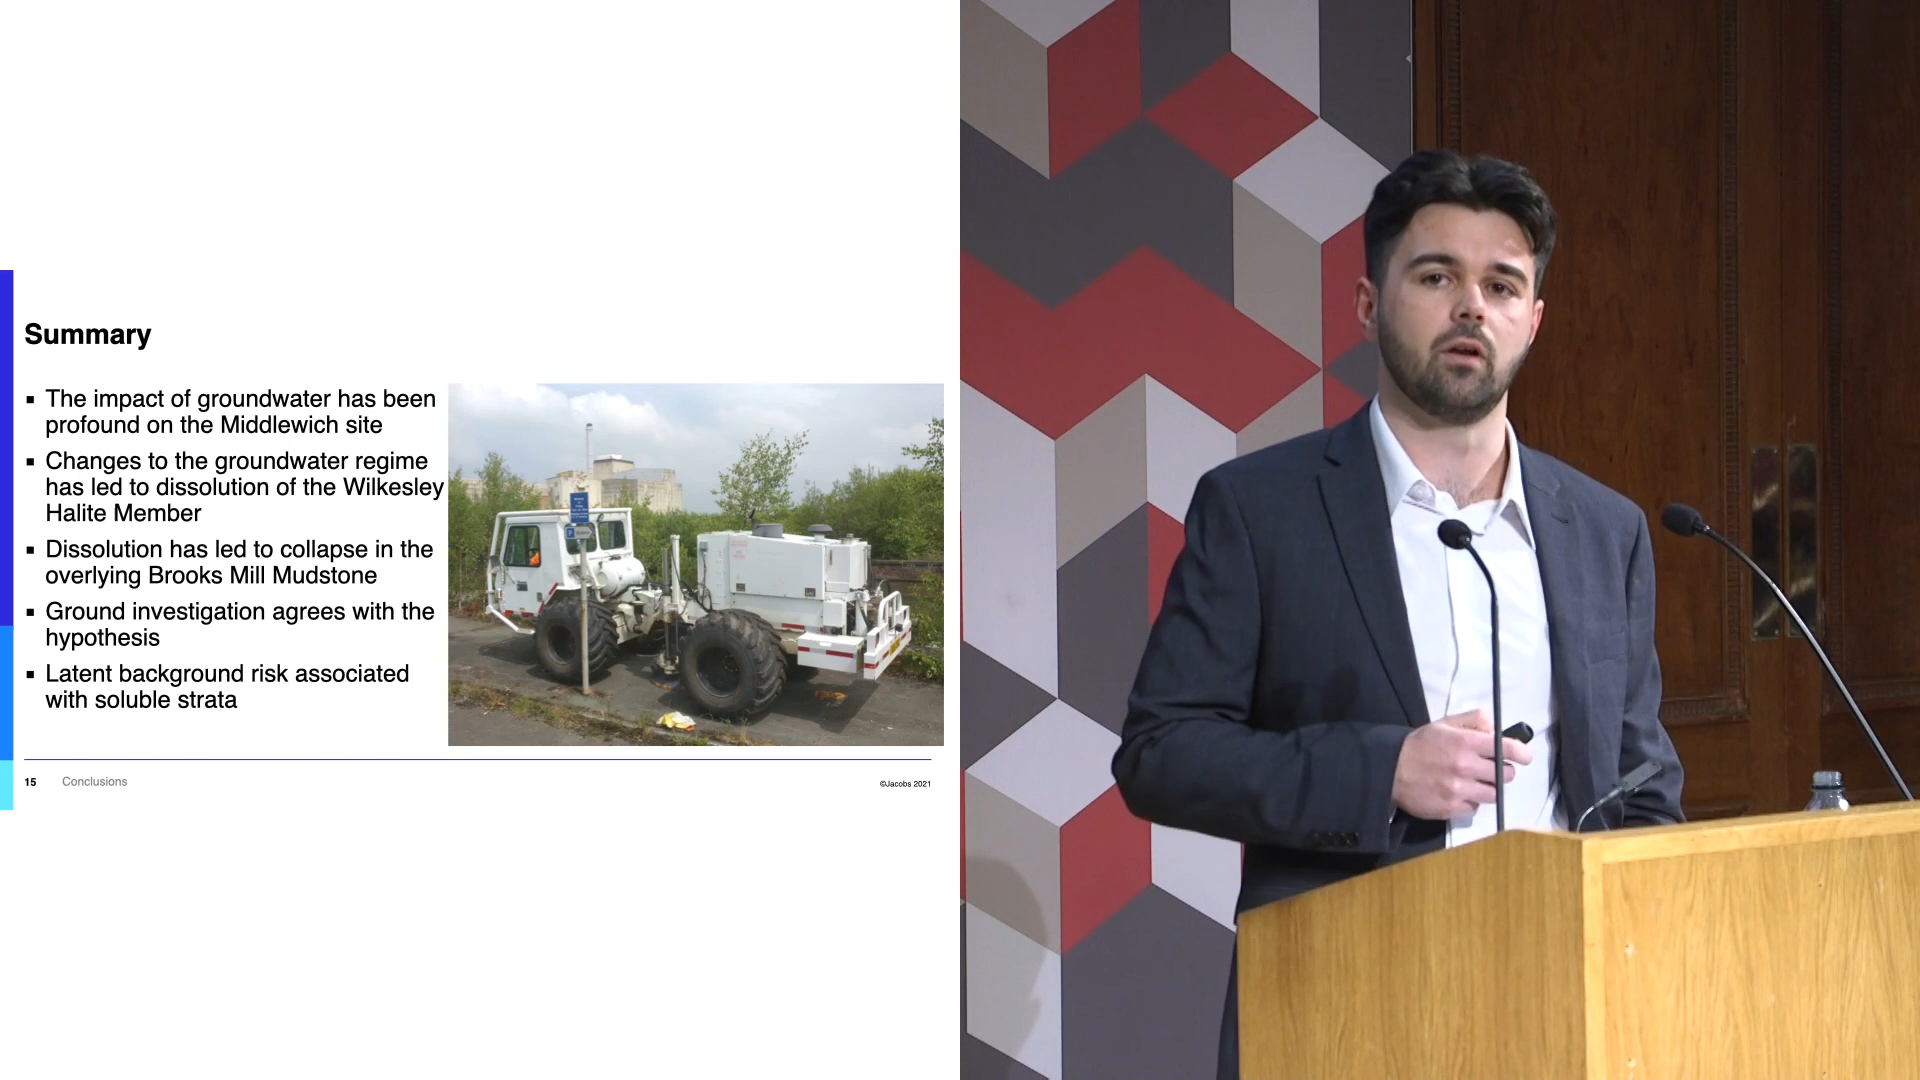 Summary
▪ The impact of groundwater has been
profound on the Middlewich site
▪ Changes to the groundwater regime
has led to dissolution of the Wilkesley
Halite Member
▪ Dissolution has led to collapse in the
overlying Brooks Mill Mudstone
▪ Ground investigation agrees with the
hypothesis
▪ Latent background risk associated
with soluble strata
15 Conclusions ©Jacobs 2021